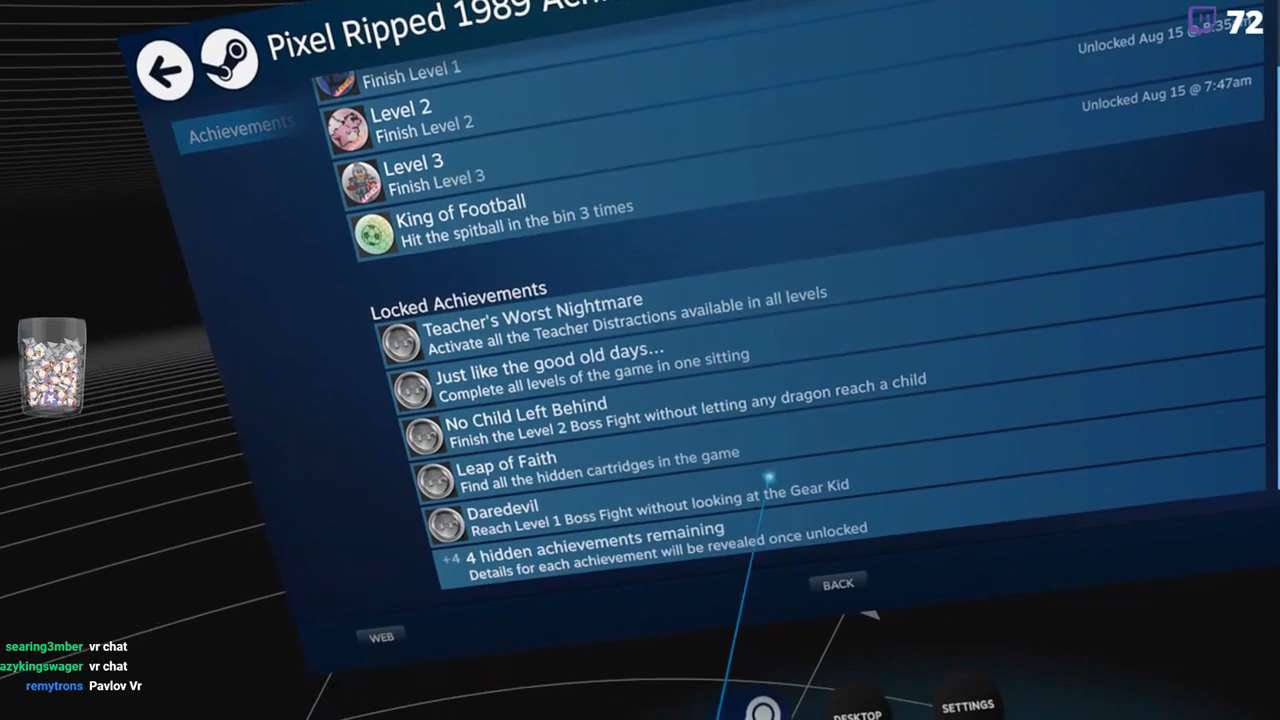 Pixel Ripped 1989
72
Achievements
Finish Level 1
Unlocked Aug 15 @
Level 2
Finish Level 2
Unlocked Aug 15 @ 7:47am
Level 3
Finish Level 3
King of Football
Hit the spitball in the bin 3 times
Locked Achievements
Teacher's Worst Nightmare
Activate all the Teacher Distractions available in all levels
Just like the good old days...
Complete all levels of the game in one sitting
No Child Left Behind
Finish the Level 2 Boss Fight without letting any dragon reach a child
Leap of Faith
Find all the hidden cartridges in the game
Daredevil
Reach Level 1 Boss Fight without looking at the Gear Kid
+4 4 hidden achievements remaining
Details for each achievement will be revealed once unlocked
BACK
WEB
searing3mber vr chat
azykingswager vr chat
remytrons Pavlov Vr
DESKTOP
SETTINGS